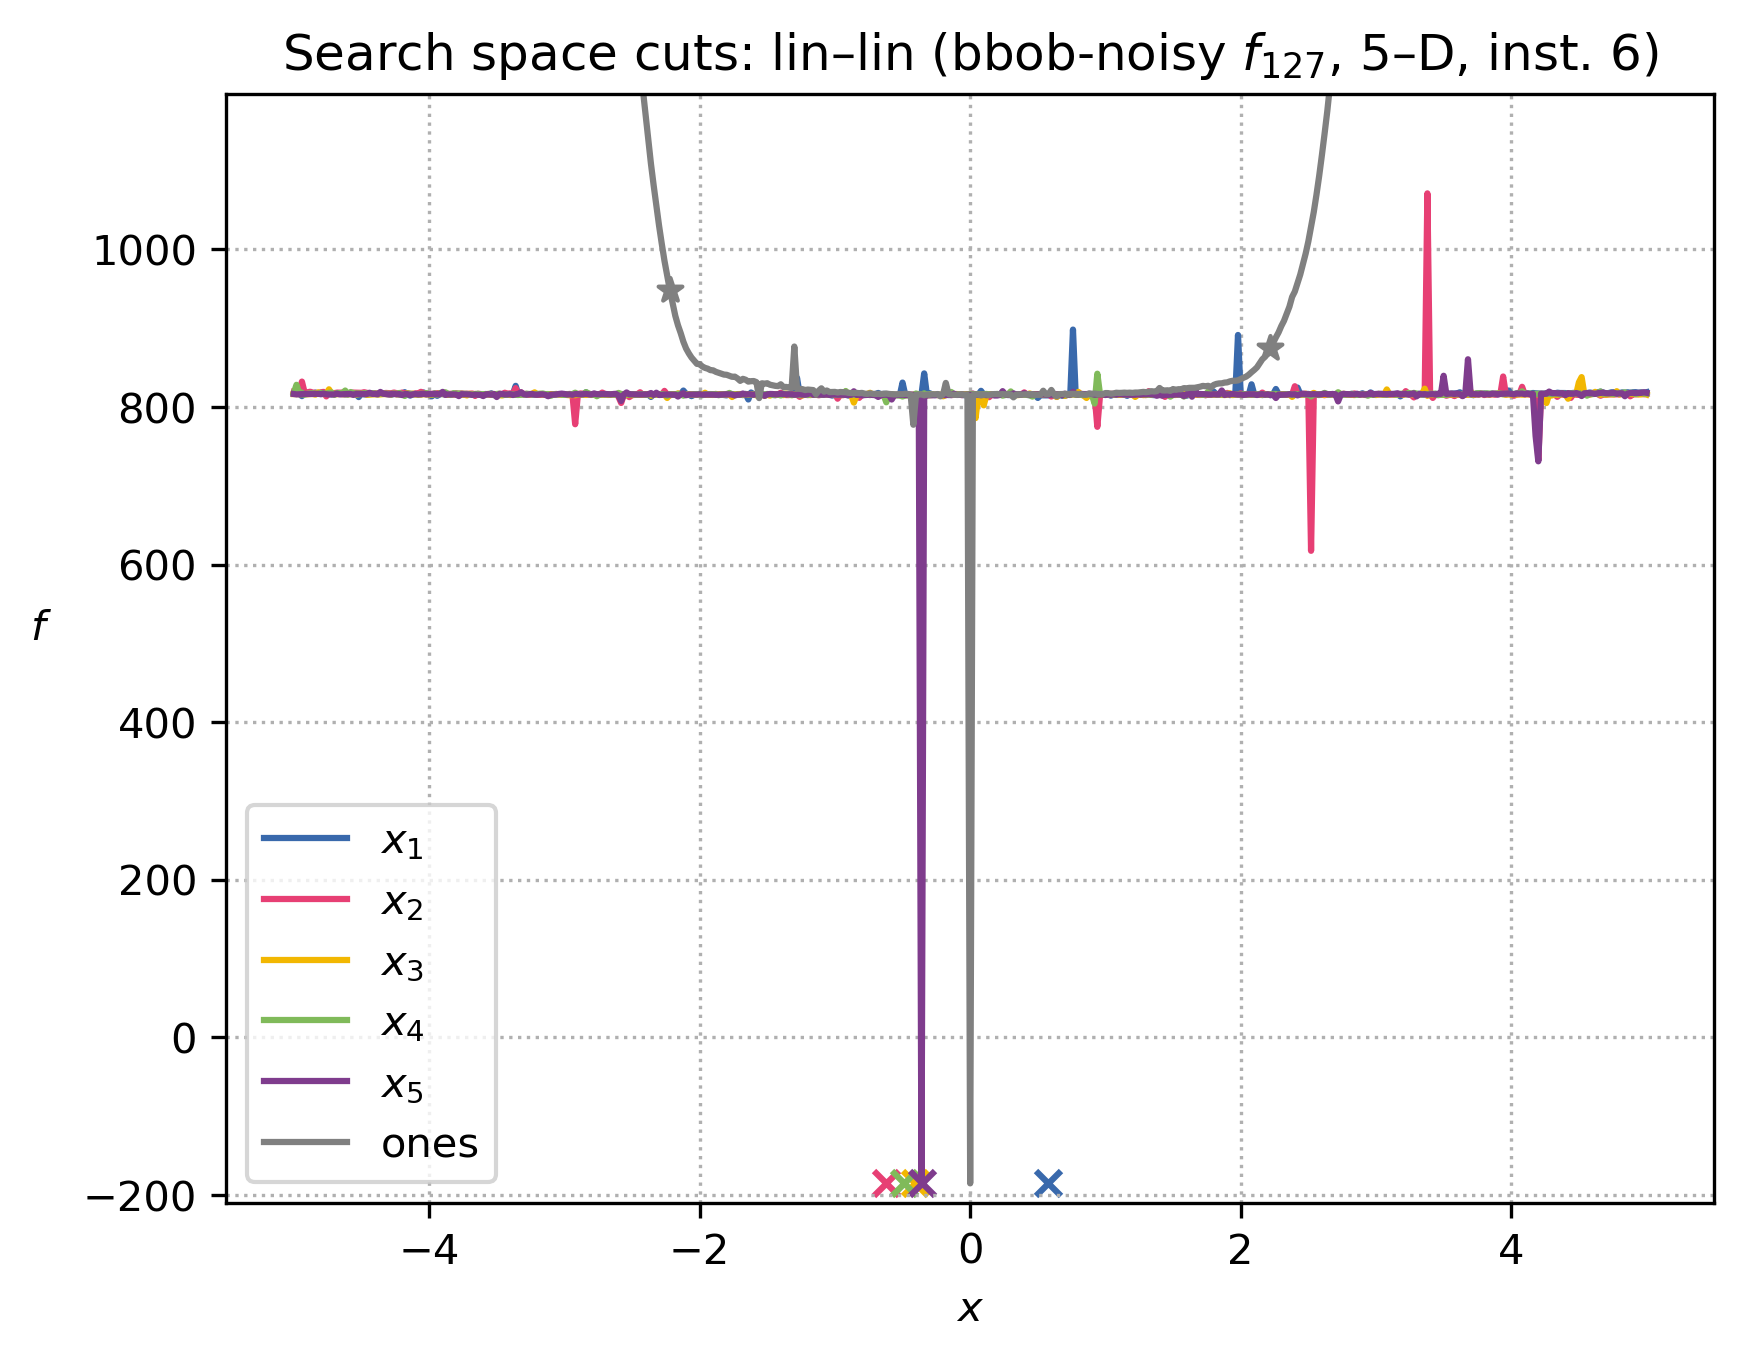 Search space cuts: lin–lin (bbob-noisy f₁₂₇, 5–D, inst. 6)
1000
800
600
400
200
0
−200
f
x₁
x₂
x₃
x₄
x₅
ones
−4
−2
0
2
4
x